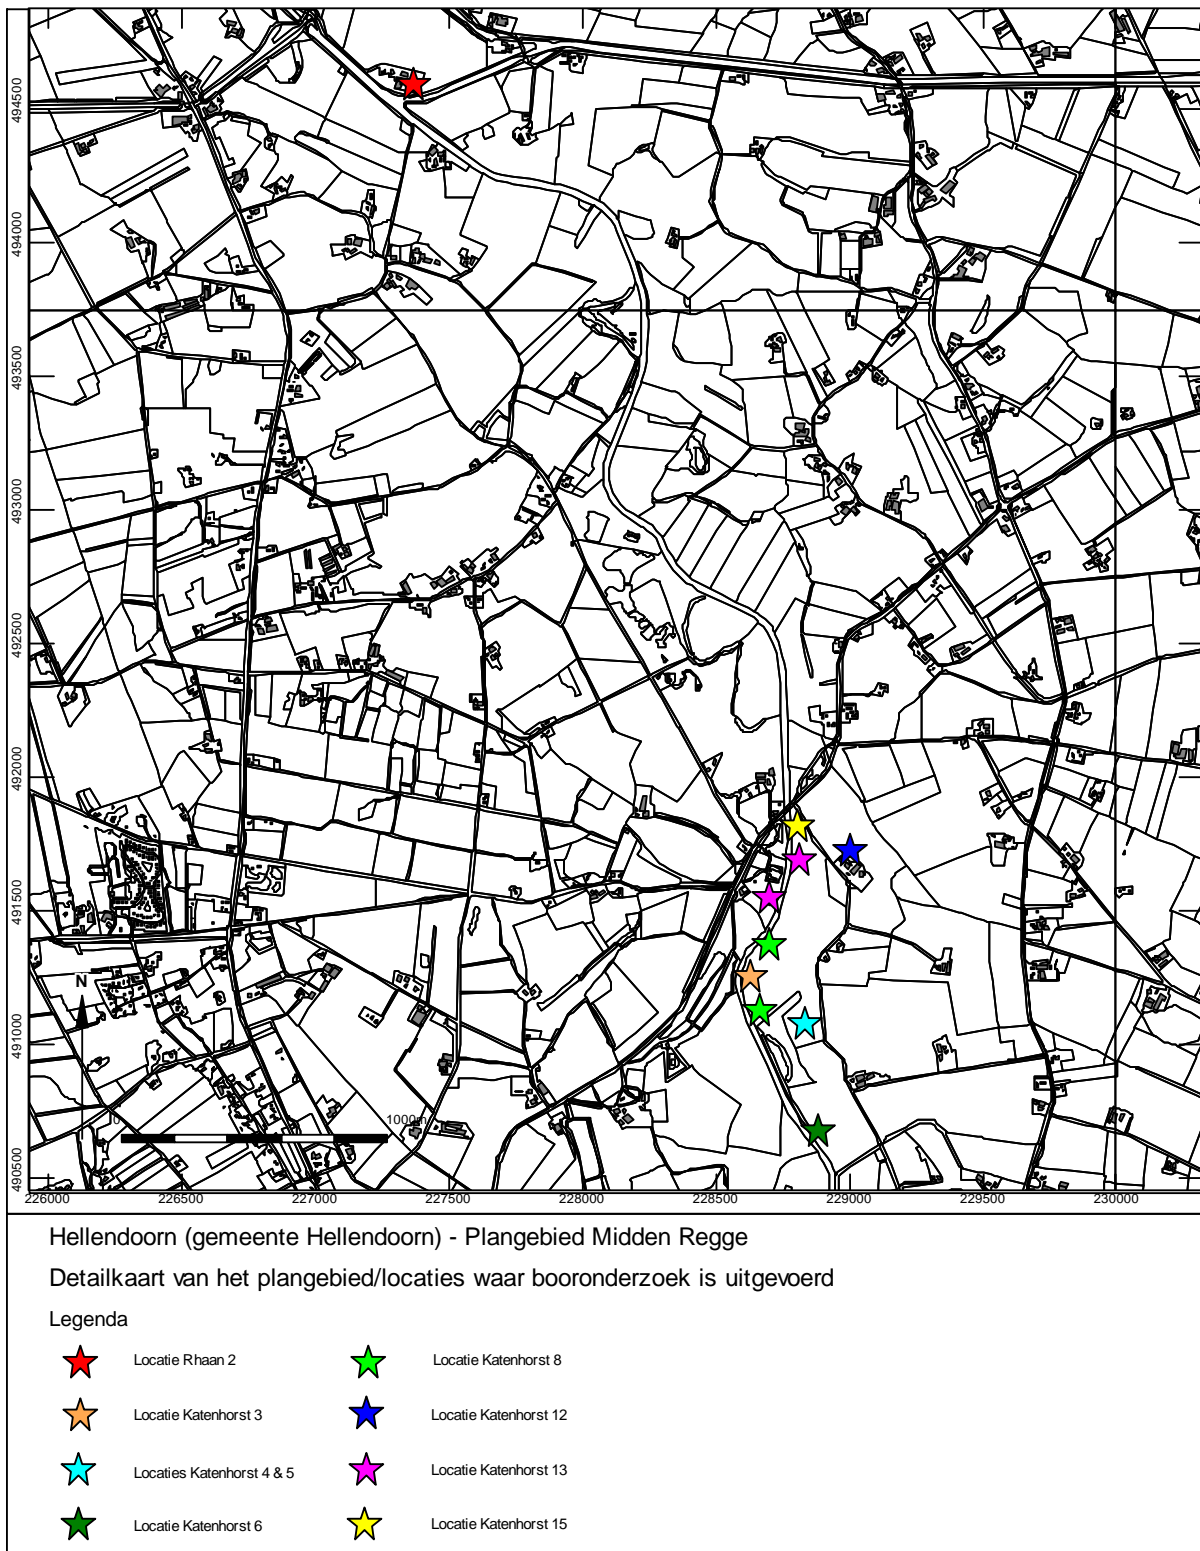 494500
494000
493500
493000
492500
492000
491500
491000
490500
N
0
1000m
226000
226500
227000
227500
228000
228500
229000
229500
230000
Hellendoorn (gemeente Hellendoorn) - Plangebied Midden Regge
Detailkaart van het plangebied/locaties waar booronderzoek is uitgevoerd
Legenda
Locatie Rhaan 2
Locatie Katenhorst 3
Locaties Katenhorst 4 & 5
Locatie Katenhorst 6
Locatie Katenhorst 8
Locatie Katenhorst 12
Locatie Katenhorst 13
Locatie Katenhorst 15